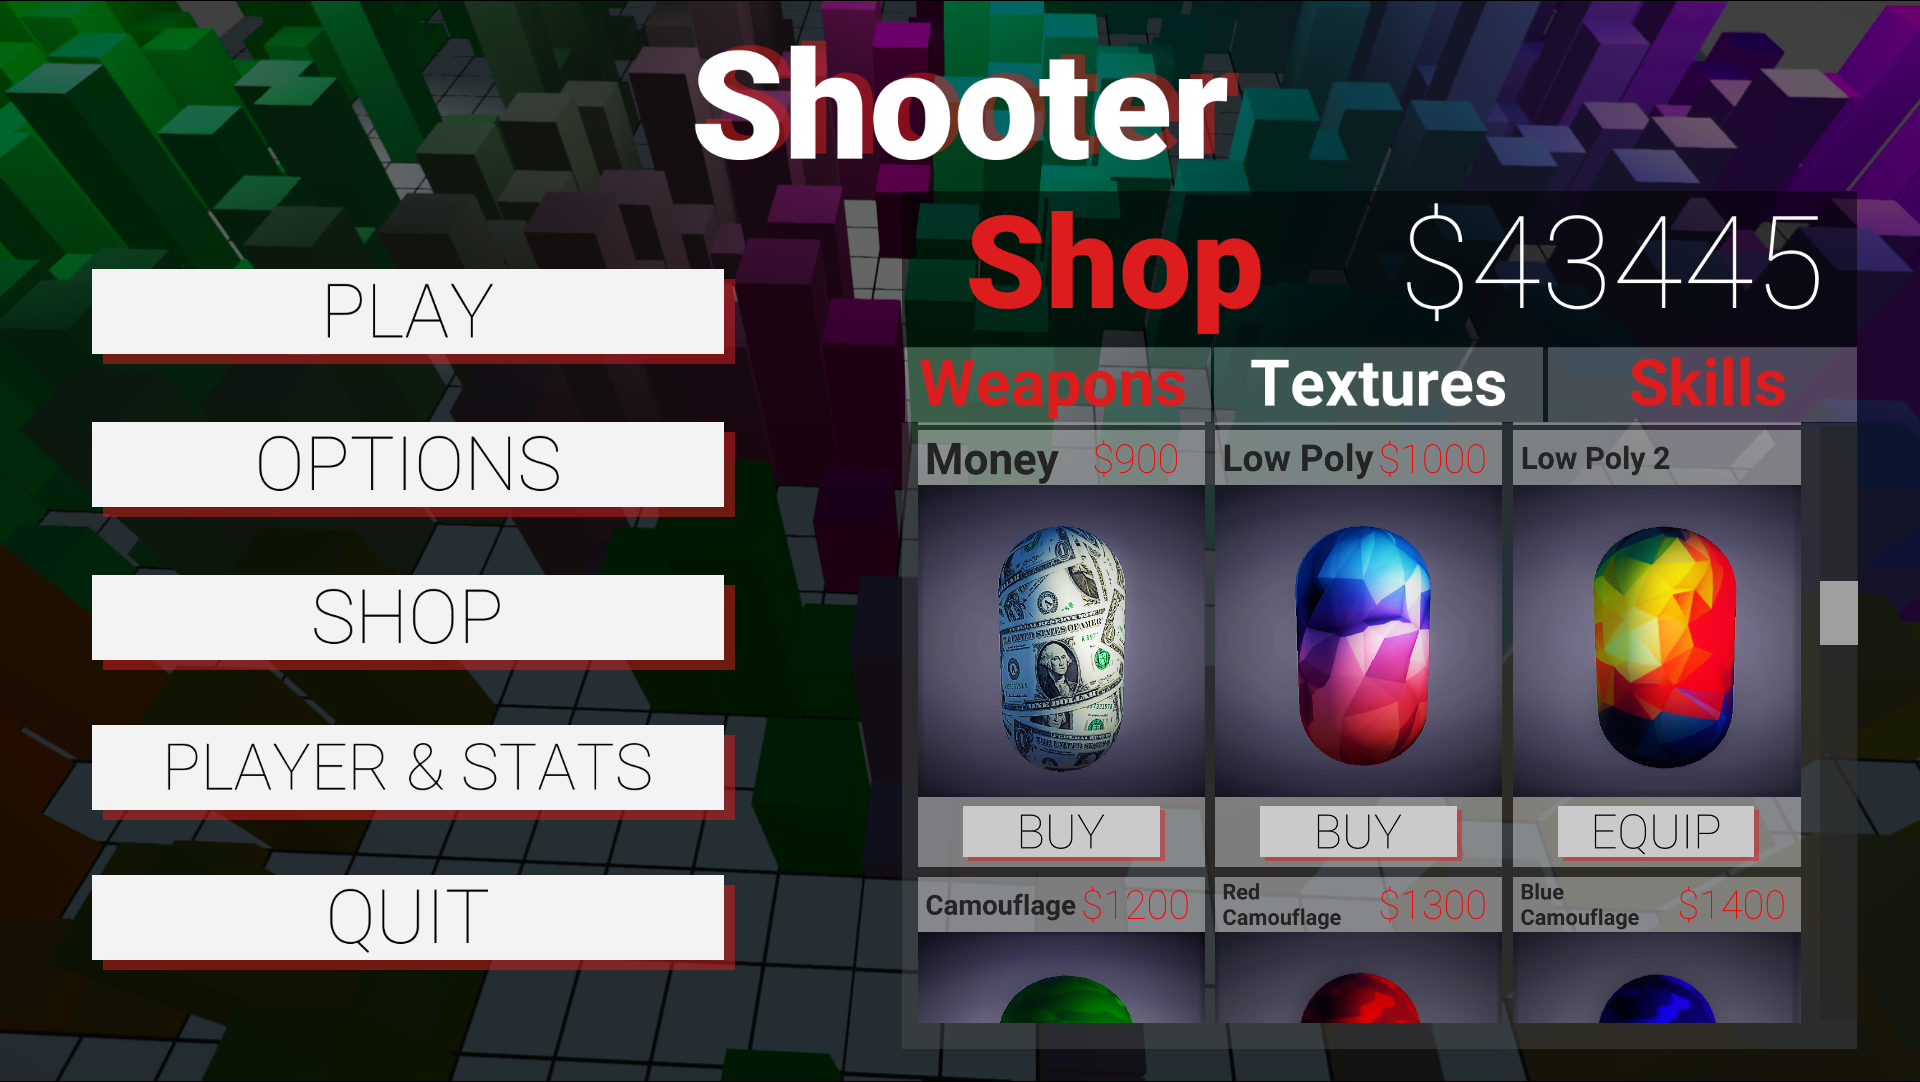 Shooter
PLAY
OPTIONS
SHOP
PLAYER & STATS
QUIT
Shop $43445
Weapons Textures Skills
Money $900 Low Poly $1000 Low Poly 2
BUY BUY EQUIP
Camouflage $1200
Red
Camouflage $1300
Blue
Camouflage $1400